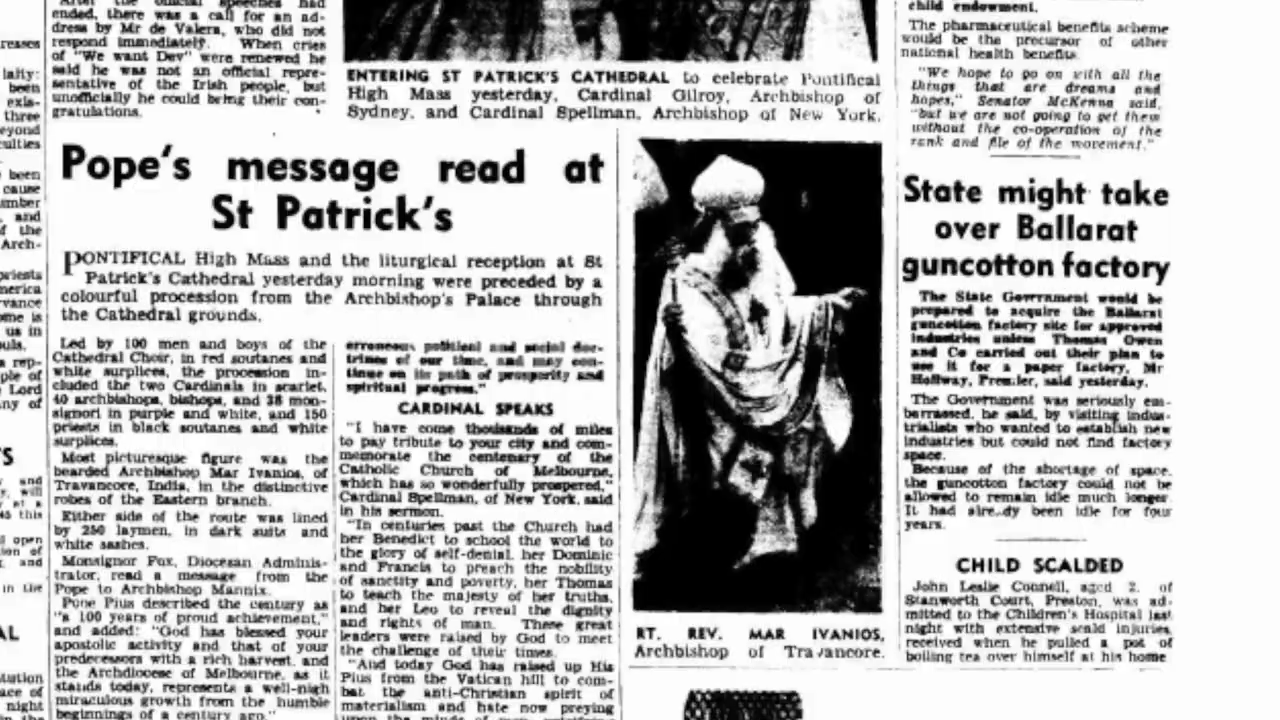 After the official speeches had
ended, there was a call for an ad-
dress by Mr de Valera, who did not
respond immediately. When cries
of "We want Dev" were renewed he
said he was not an official repre-
sentative of the Irish people, but
unofficially he could bring their con-
gratulations.
ENTERING ST PATRICK'S CATHEDRAL to celebrate Pontifical
High Mass yesterday, Cardinal Gilroy, Archbishop of
Sydney, and Cardinal Spellman, Archbishop of New York.
Pope's message read at
St Patrick's
PONTIFICAL High Mass and the liturgical reception at St
Patrick's Cathedral yesterday morning were preceded by a
colourful procession from the Archbishop's Palace through
the Cathedral grounds.
Led by 100 men and boys of the
Cathedral Choir, in red soutanes and
white surplices, the procession in-
cluded the two Cardinals in scarlet,
40 archbishops, bishops, and 38 mon-
signori in purple and white, and 150
priests in black soutanes and white
surplices.
Most picturesque figure was the
bearded Archbishop Mar Ivanios, of
Travancore, India, in the distinctive
robes of the Eastern branch.
Either side of the route was lined
by 250 laymen, in dark suits and
white sashes.
Monsignor Fox, Diocesan Adminis-
trator, read a message from the
Pope to Archbishop Mannix.
Pope Pius described the century as
"a 100 years of proud achievement,"
and added: "God has blessed your
apostolic activity and that of your
predecessors with a rich harvest, and
the Archdiocese of Melbourne, as it
stands today, represents a well-nigh
miraculous growth from the humble
beginnings of a century ago."
erroneous political and social doc-
trines of our time, and may con-
tinue on its path of prosperity and
spiritual progress."
CARDINAL SPEAKS
"I have come thousands of miles
to pay tribute to your city and com-
memorate the centenary of the
Catholic Church of Melbourne,
which has so wonderfully prospered,"
Cardinal Spellman, of New York, said
in his sermon.
"In centuries past the Church had
her Benedict to school the world to
the glory of self-denial, her Dominic
and Francis to preach the nobility
of sanctity and poverty, her Thomas
to teach the majesty of her truths,
and her Leo to reveal the dignity
and rights of man. These great
leaders were raised by God to meet
the challenge of their times.
"And today God has raised up His
Pius from the Vatican hill to com-
bat the anti-Christian spirit of
materialism and hate now preying
RT. REV. MAR IVANIOS,
Archbishop of Travancore.
child endowment.
The pharmaceutical benefits scheme
would be the precursor of other
national health benefits.
"We hope to go on with all the
things that are dreams and
hopes," Senator McKenna said,
"but we are not going to get them
without the co-operation of the
rank and file of the movement."
State might take
over Ballarat
guncotton factory
The State Government would be
prepared to acquire the Ballarat
guncotton factory site for approved
industries unless Thomas Owen
and Co carried out their plan to
use it for a paper factory, Mr
Hollway, Premier, said yesterday.
The Government was seriously em-
barrassed, he said, by visiting indus-
trialists who wanted to establish new
industries but could not find factory
space.
Because of the shortage of space,
the guncotton factory could not be
allowed to remain idle much longer.
It had already been idle for four
years.
CHILD SCALDED
John Leslie Connell, aged 2, of
Stanworth Court, Preston, was ad-
mitted to the Children's Hospital last
night with extensive scald injuries,
received when he pulled a pot of
boiling tea over himself at his home